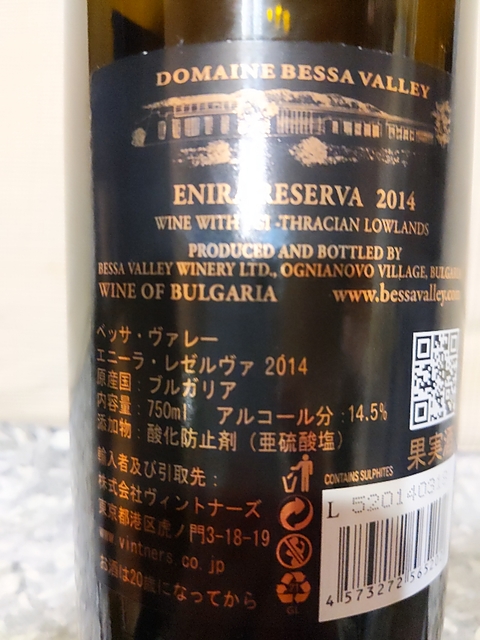 DOMAINE BESSA VALLEY
ENIRA RESERVA 2014
WINE WITH PGI -THRACIAN LOWLANDS
PRODUCED AND BOTTLED BY
BESSA VALLEY WINERY LTD., OGNIANOVO VILLAGE, BULGARIA
WINE OF BULGARIA www.bessavalley.com
ベッサ・ヴァレー
エニーラ・レゼルヴァ 2014
原産国：ブルガリア
内容量：750ml アルコール分：14.5%
添加物：酸化防止剤（亜硫酸塩）
果実酒
輸入者及び引取先：
株式会社ヴィントナーズ
東京都港区虎ノ門3-18-19
www.vintners.co.jp
お酒は20歳になってから
CONTAINS SULPHITES
L
4 573272
GL